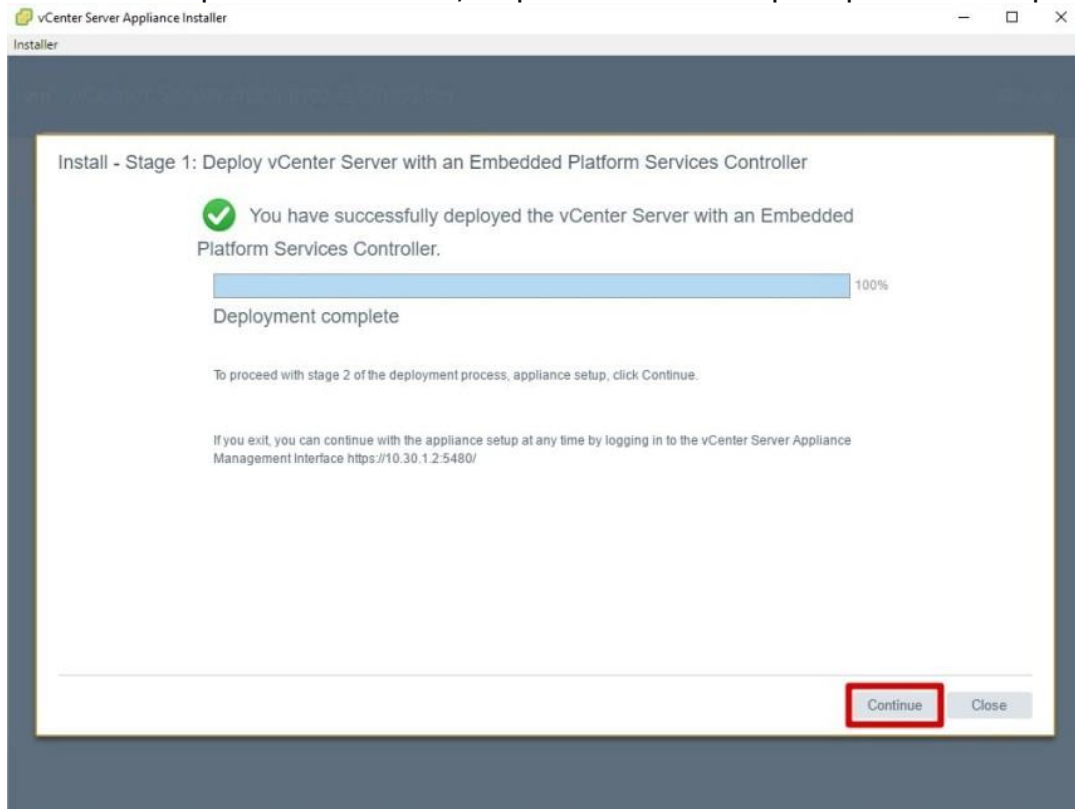 vCenter Server Appliance Installer
Installer
Install - Stage 1: Deploy vCenter Server with an Embedded Platform Services Controller
You have successfully deployed the vCenter Server with an Embedded
Platform Services Controller.
100%
Deployment complete
To proceed with stage 2 of the deployment process, appliance setup, click Continue.
If you exit, you can continue with the appliance setup at any time by logging in to the vCenter Server Appliance
Management Interface https://10.30.1.2:5480/
Continue Close